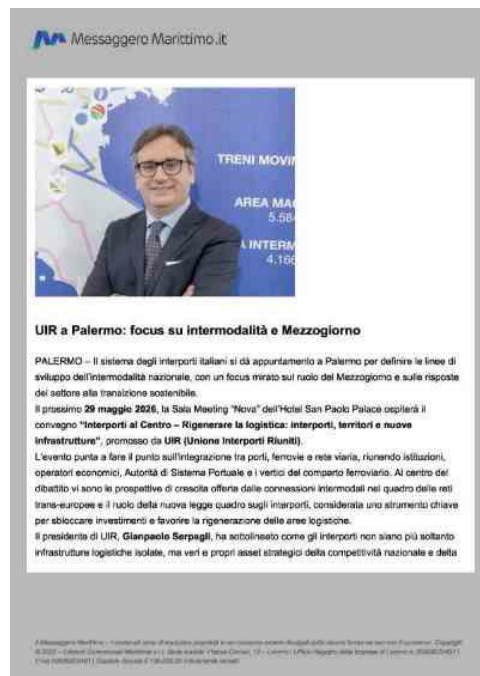 Messaggero Marittimo.it
TRENI MOVIM
AREA MA
5.584
INTERM
4.166
UIR a Palermo: focus su intermodalità e Mezzogiorno
PALERMO – Il sistema degli interporti italiani si dà appuntamento a Palermo per definire le linee di
sviluppo dell'intermodalità nazionale, con un focus mirato sul ruolo del Mezzogiorno e sulle risposte
del settore alla transizione sostenibile.
Il prossimo 29 maggio 2026, la Sala Meeting "Nova" dell'Hotel San Paolo Palace ospiterà il
convegno "Interporti al Centro – Rigenerare la logistica: interporti, territori e nuove
infrastrutture", promosso da UIR (Unione Interporti Riuniti).
L'evento punta a fare il punto sull'integrazione tra porti, ferrovie e rete viaria, riunendo istituzioni,
operatori economici, Autorità di Sistema Portuale e i vertici del comparto ferroviario. Al centro del
dibattito vi sono le prospettive di crescita offerte dalle connessioni intermodali nel quadro delle reti
trans-europee e il ruolo della nuova legge quadro sugli interporti, considerata uno strumento chiave
per sbloccare investimenti e favorire la rigenerazione delle aree logistiche.
Il presidente di UIR, Gianpaolo Serpagli, ha sottolineato come gli interporti non siano più soltanto
infrastrutture logistiche isolate, ma veri e propri asset strategici della competitività nazionale e della